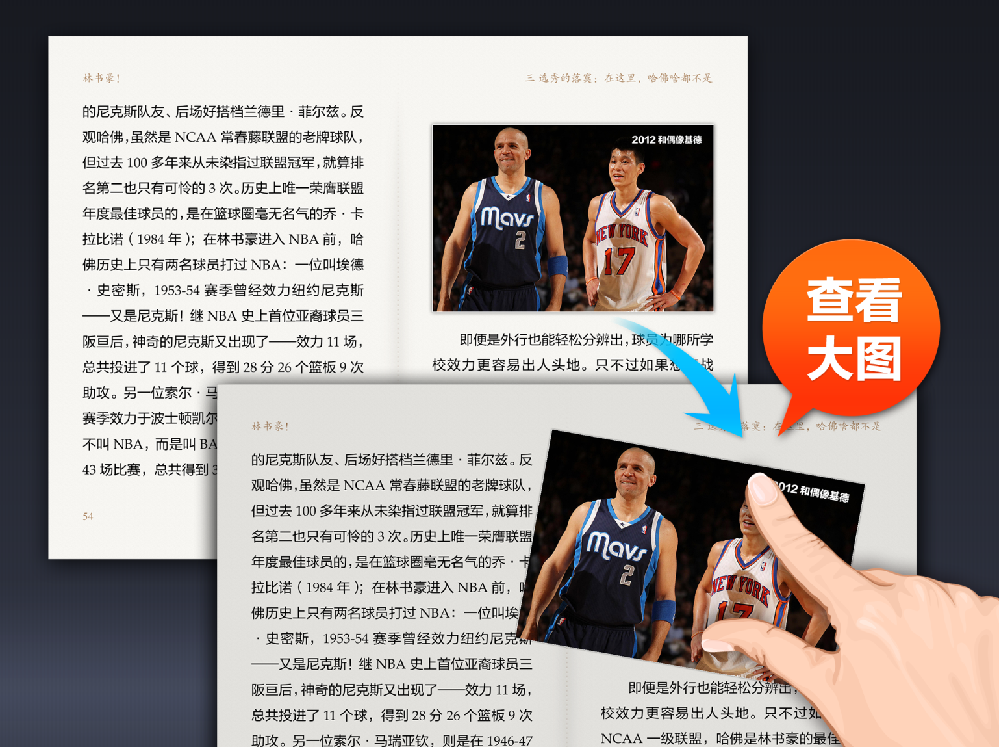 林书豪！
三 选秀的落寞：在这里，哈佛啥都不是
的尼克斯队友、后场好搭档兰德里·菲尔兹。反
观哈佛，虽然是 NCAA 常春藤联盟的老牌球队，
但过去 100 多年来从未染指过联盟冠军，就算排
名第二也只有可怜的 3 次。历史上唯一荣膺联盟
年度最佳球员的，是在篮球圈毫无名气的乔·卡
拉比诺（1984 年）；在林书豪进入 NBA 前，哈
佛历史上只有两名球员打过 NBA：一位叫埃德
·史密斯，1953-54 赛季曾经效力纽约尼克斯
——又是尼克斯！继 NBA 史上首位亚裔球员三
阪亘后，神奇的尼克斯又出现了——效力 11 场，
总共投进了 11 个球，得到 28 分 26 个篮板 9 次
助攻。另一位索尔·马
赛季效力于波士顿凯尔
不叫 NBA，而是叫 BA
43 场比赛，总共得到 3
54
2012 和偶像基德
mavs
2
NEW YORK
17
即便是外行也能轻松分辨出，球员为哪所学
校效力更容易出人头地。只不过如果想 战
查看
大图
林书豪！
三 选 落寞：在 里，哈佛啥都不是
的尼克斯队友、后场好搭档兰德里·菲尔兹。反
观哈佛，虽然是 NCAA 常春藤联盟的老牌球队，
但过去 100 多年来从未染指过联盟冠军，就算排
名第二也只有可怜的 3 次。历史上唯一荣膺联盟
年度最佳球员的，是在篮球圈毫无名气的乔·卡
拉比诺（1984 年）；在林书豪进入 NBA 前，
佛历史上只有两名球员打过 NBA：一位叫埃
·史密斯，1953-54 赛季曾经效力纽约尼克斯
——又是尼克斯！继 NBA 史上首位亚裔球员三
阪亘后，神奇的尼克斯又出现了——效力 11 场，
总共投进了 11 个球，得到 28 分 26 个篮板 9 次
助攻。另一位索尔·马瑞亚钦，则是在 1946-47
2012 和偶像基德
mavs
2
NEW YORK
17
即便是外行也能轻松分辨出，
校效力更容易出人头地。只不过如
NCAA 一级联盟，哈佛是林书豪的最佳